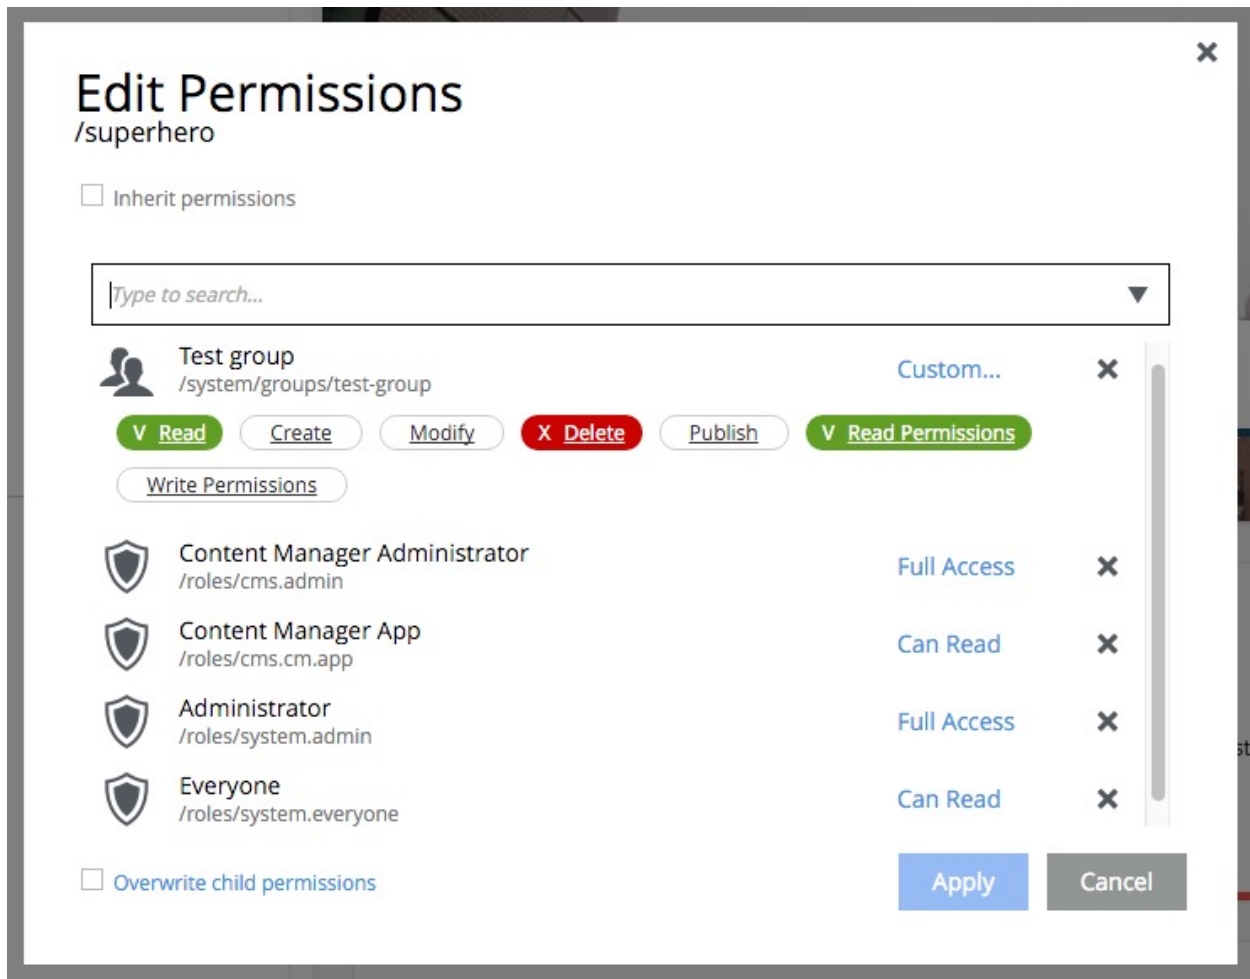 Edit Permissions
/superhero
Inherit permissions
Type to search...
Test group
/system/groups/test-group
Custom...
V Read Create Modify X Delete Publish V Read Permissions
Write Permissions
Content Manager Administrator
/roles/cms.admin
Full Access
Content Manager App
/roles/cms.cm.app
Can Read
Administrator
/roles/system.admin
Full Access
Everyone
/roles/system.everyone
Can Read
Overwrite child permissions
Apply Cancel